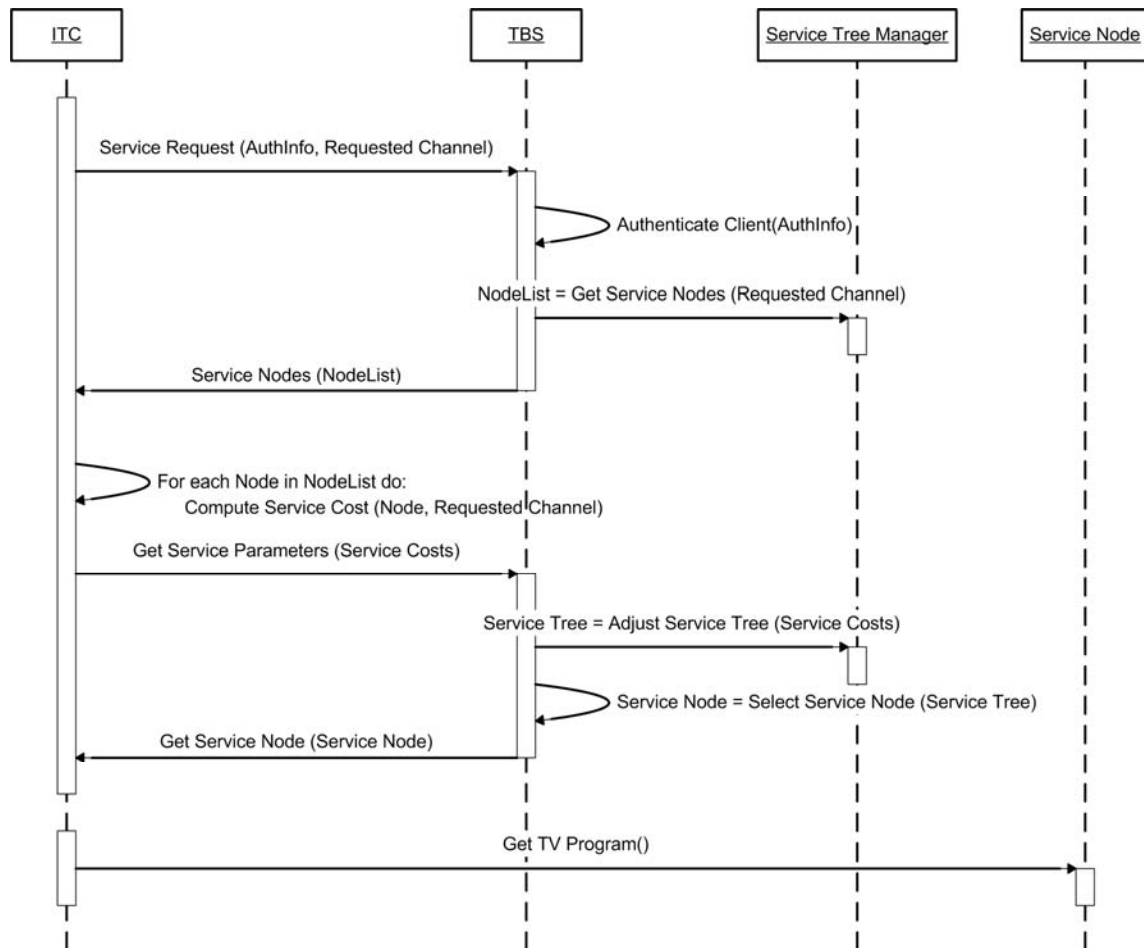 ITC
TBS
Service Tree Manager
Service Node
Service Request (AuthInfo, Requested Channel)
Authenticate Client(AuthInfo)
NodeList = Get Service Nodes (Requested Channel)
Service Nodes (NodeList)
For each Node in NodeList do:
Compute Service Cost (Node, Requested Channel)
Get Service Parameters (Service Costs)
Service Tree = Adjust Service Tree (Service Costs)
Service Node = Select Service Node (Service Tree)
Get Service Node (Service Node)
Get TV Program()